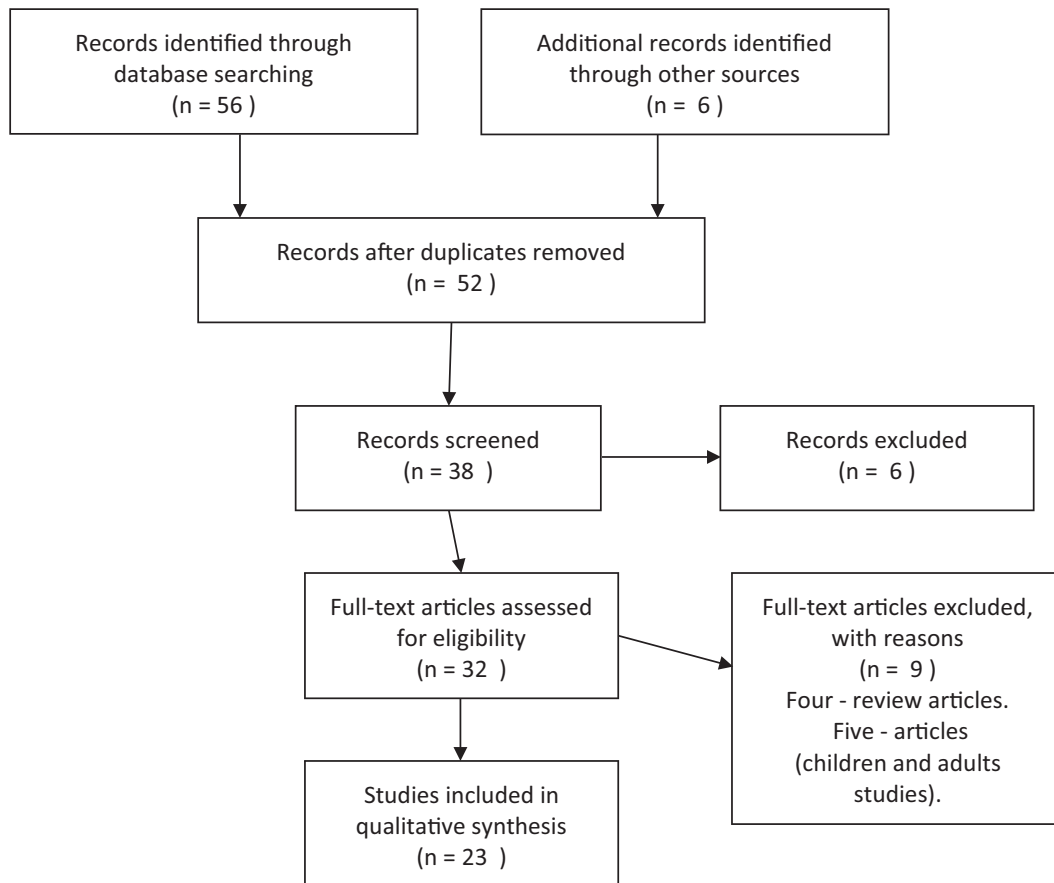 Records identified through
database searching
(n = 56 )
Additional records identified
through other sources
(n =  6 )
Records after duplicates removed
(n =  52 )
Records screened
(n = 38  )
Records excluded
(n =  6 )
Full-text articles assessed
for eligibility
(n = 32  )
Full-text articles excluded,
with reasons
(n =  9 )
Four - review articles.
Five - articles
(children and adults
studies).
Studies included in
qualitative synthesis
(n = 23  )